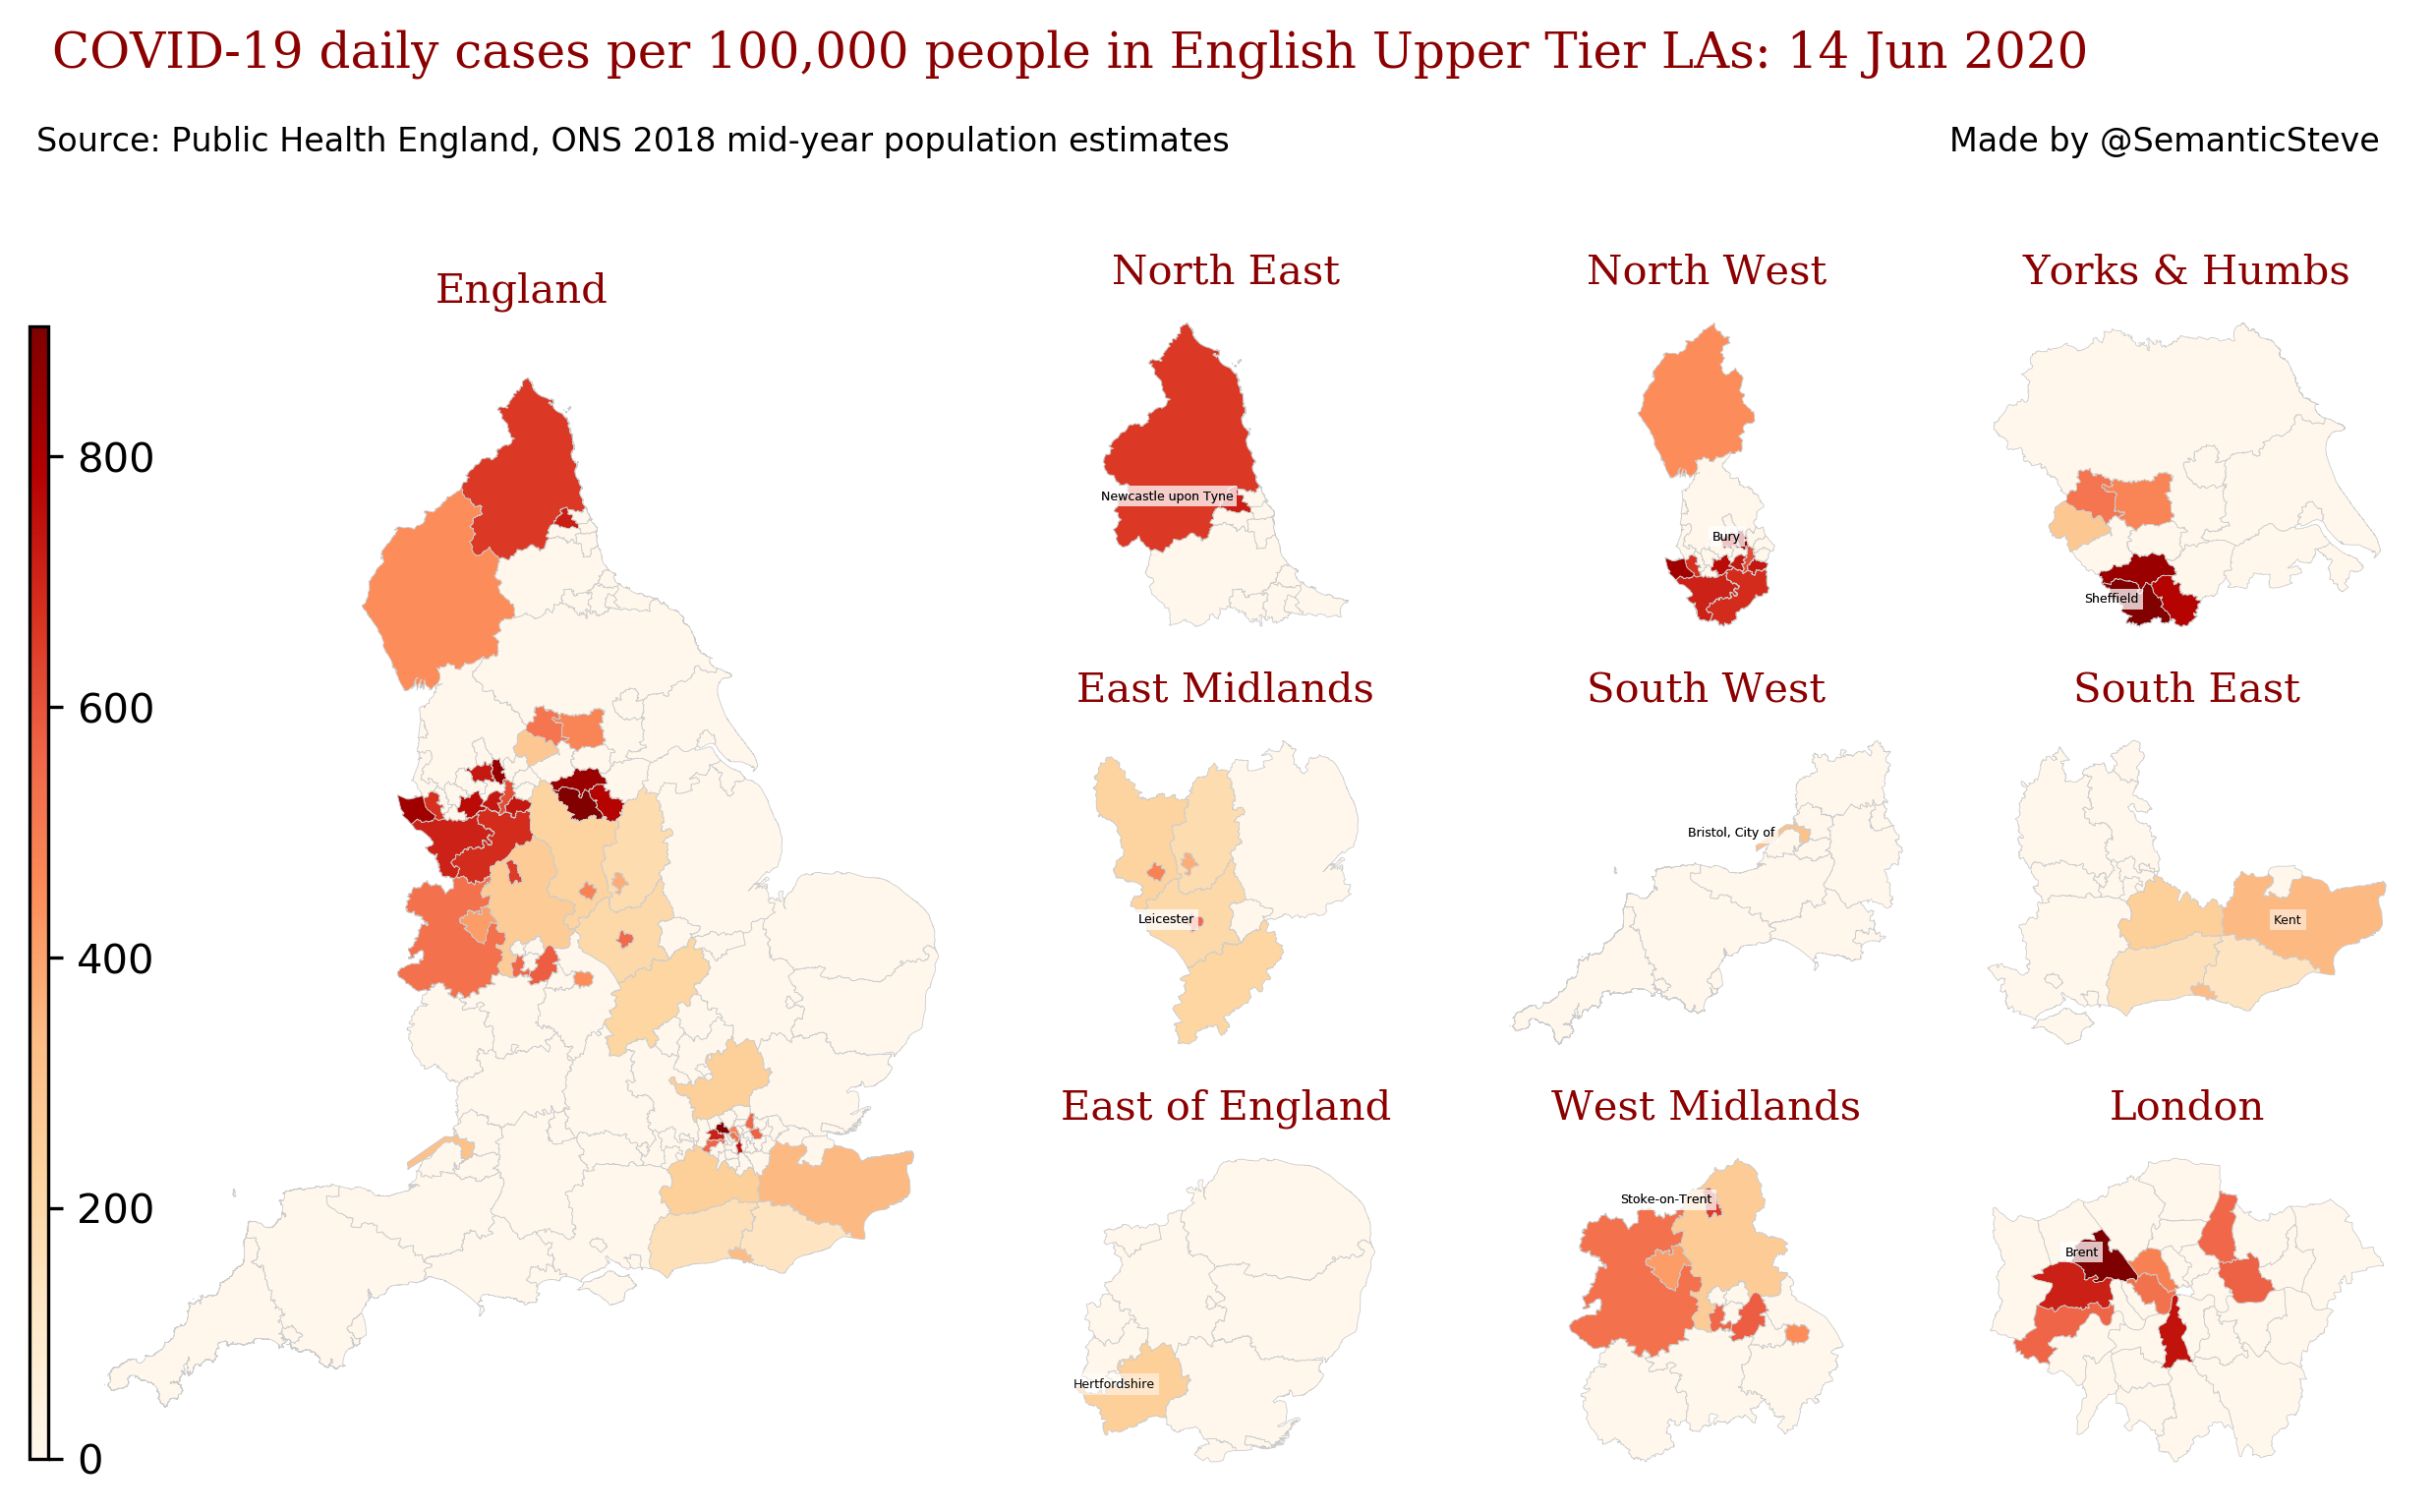 COVID-19 daily cases per 100,000 people in English Upper Tier LAs: 14 Jun 2020
Source: Public Health England, ONS 2018 mid-year population estimates
Made by @SemanticSteve
England
800
600
400
200
0
North East
Newcastle upon Tyne
North West
Bury
Yorks & Humbs
Sheffield
East Midlands
Leicester
South West
Bristol, City of
South East
Kent
East of England
Hertfordshire
West Midlands
Stoke-on-Trent
London
Brent